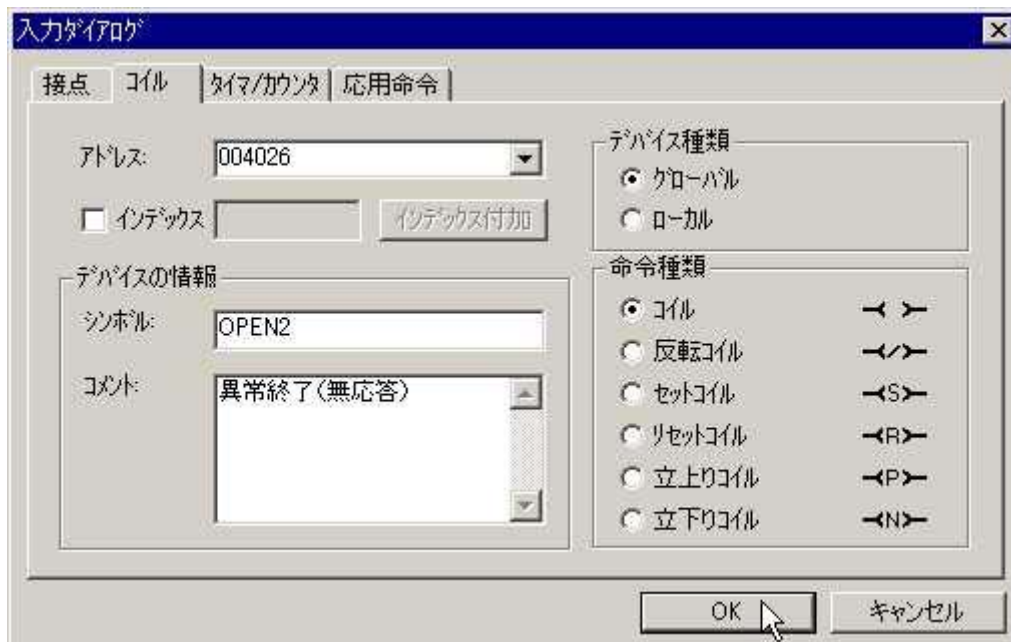 入力ﾀﾞｲｱﾛｸﾞ
接点 ｺｲﾙ ﾀｲﾏ/ｶｳﾝﾀ 応用命令
ｱﾄﾞﾚｽ: 004026
インデックス インデックス付加
デバイスの情報
シンボル: OPEN2
コメント: 異常終了(無応答)
デバイス種類
グローバル
ローカル
命令種類
コイル
反転コイル
セットコイル
リセットコイル
立上りコイル
立下りコイル
S
R
P
N
OK キャンセル